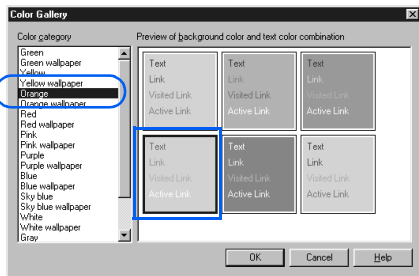 Color Gallery
Color category
Preview of background color and text color combination
Green
Green wallpaper
Yellow
Yellow wallpaper
Orange
Orange wallpaper
Red
Red wallpaper
Pink
Pink wallpaper
Purple
Purple wallpaper
Blue
Blue wallpaper
Sky blue
Sky blue wallpaper
White
White wallpaper
Gray
Text
Link
Visited Link
Active Link
Text
Link
Visited Link
Active Link
Text
Link
Visited Link
Active Link
Text
Link
Visited Link
Active Link
Text
Link
Visited Link
Active Link
Text
Link
Visited Link
Active Link
OK
Cancel
Help